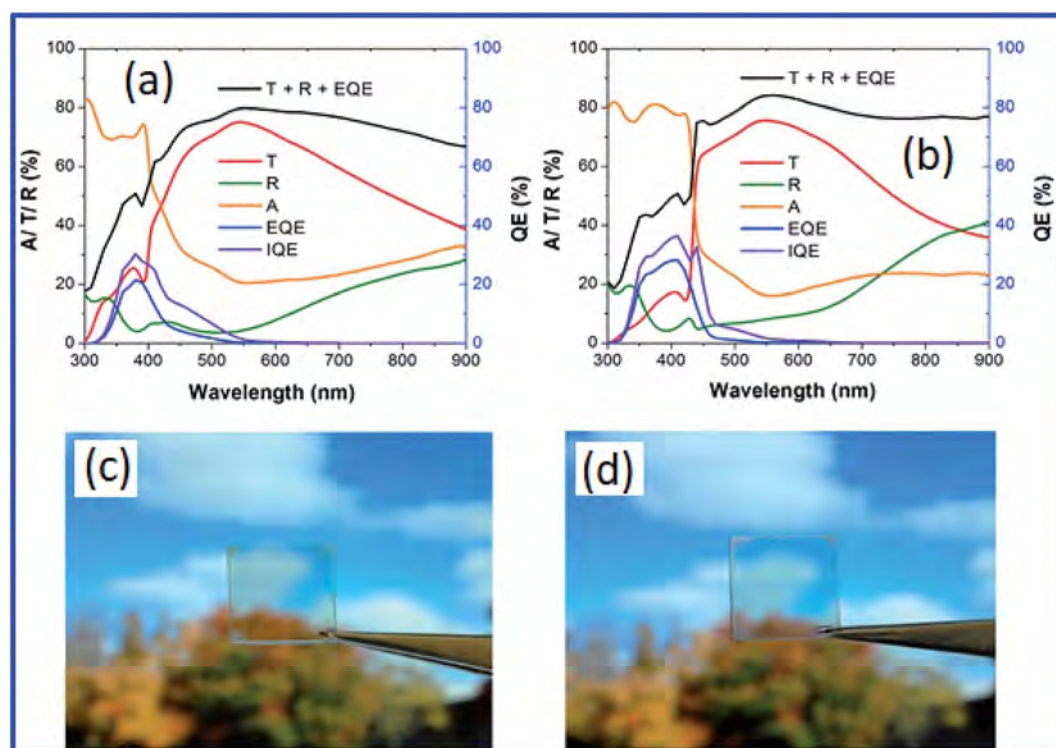 (a)
A/ T/ R (%)
QE (%)
100
80
60
40
20
0
100
80
60
40
20
0
T + R + EQE
T
R
A
EQE
IQE
300 400 500 600 700 800 900
Wavelength (nm)
(b)
A/ T/ R (%)
QE (%)
100
80
60
40
20
0
100
80
60
40
20
0
T + R + EQE
T
R
A
EQE
IQE
300 400 500 600 700 800 900
Wavelength (nm)
(c)
(d)